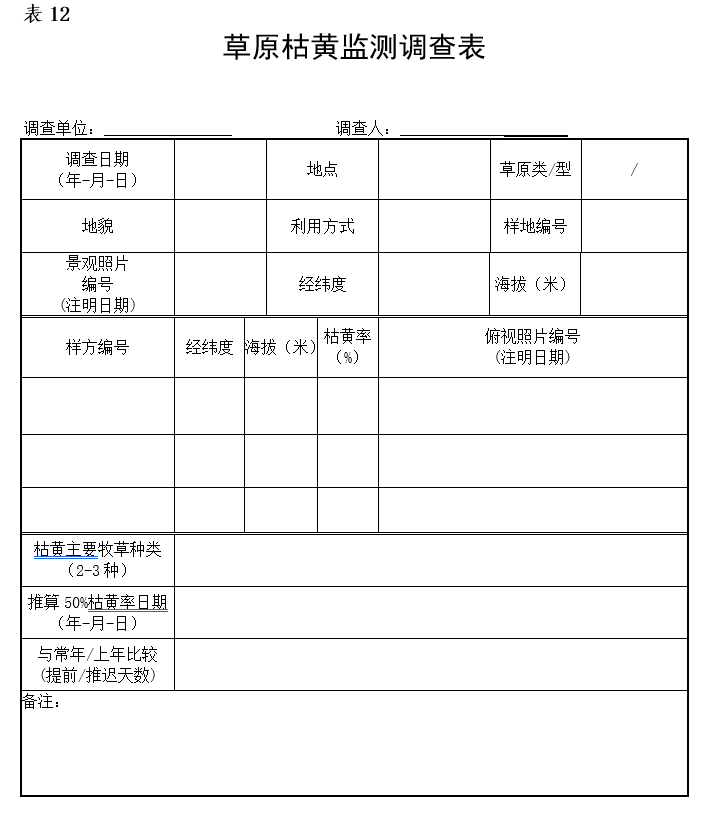 表 12
草原枯黄监测调查表
调查单位：
调查人：
调查日期
（年-月-日）
地点
草原类/型
/
地貌
利用方式
样地编号
景观照片
编号
(注明日期)
经纬度
海拔（米）
样方编号
经纬度
海拔（米）
枯黄率
（%）
俯视照片编号
(注明日期)
枯黄主要牧草种类
（2-3 种）
推算 50%枯黄率日期
（年-月-日）
与常年/上年比较
(提前/推迟天数)
备注：